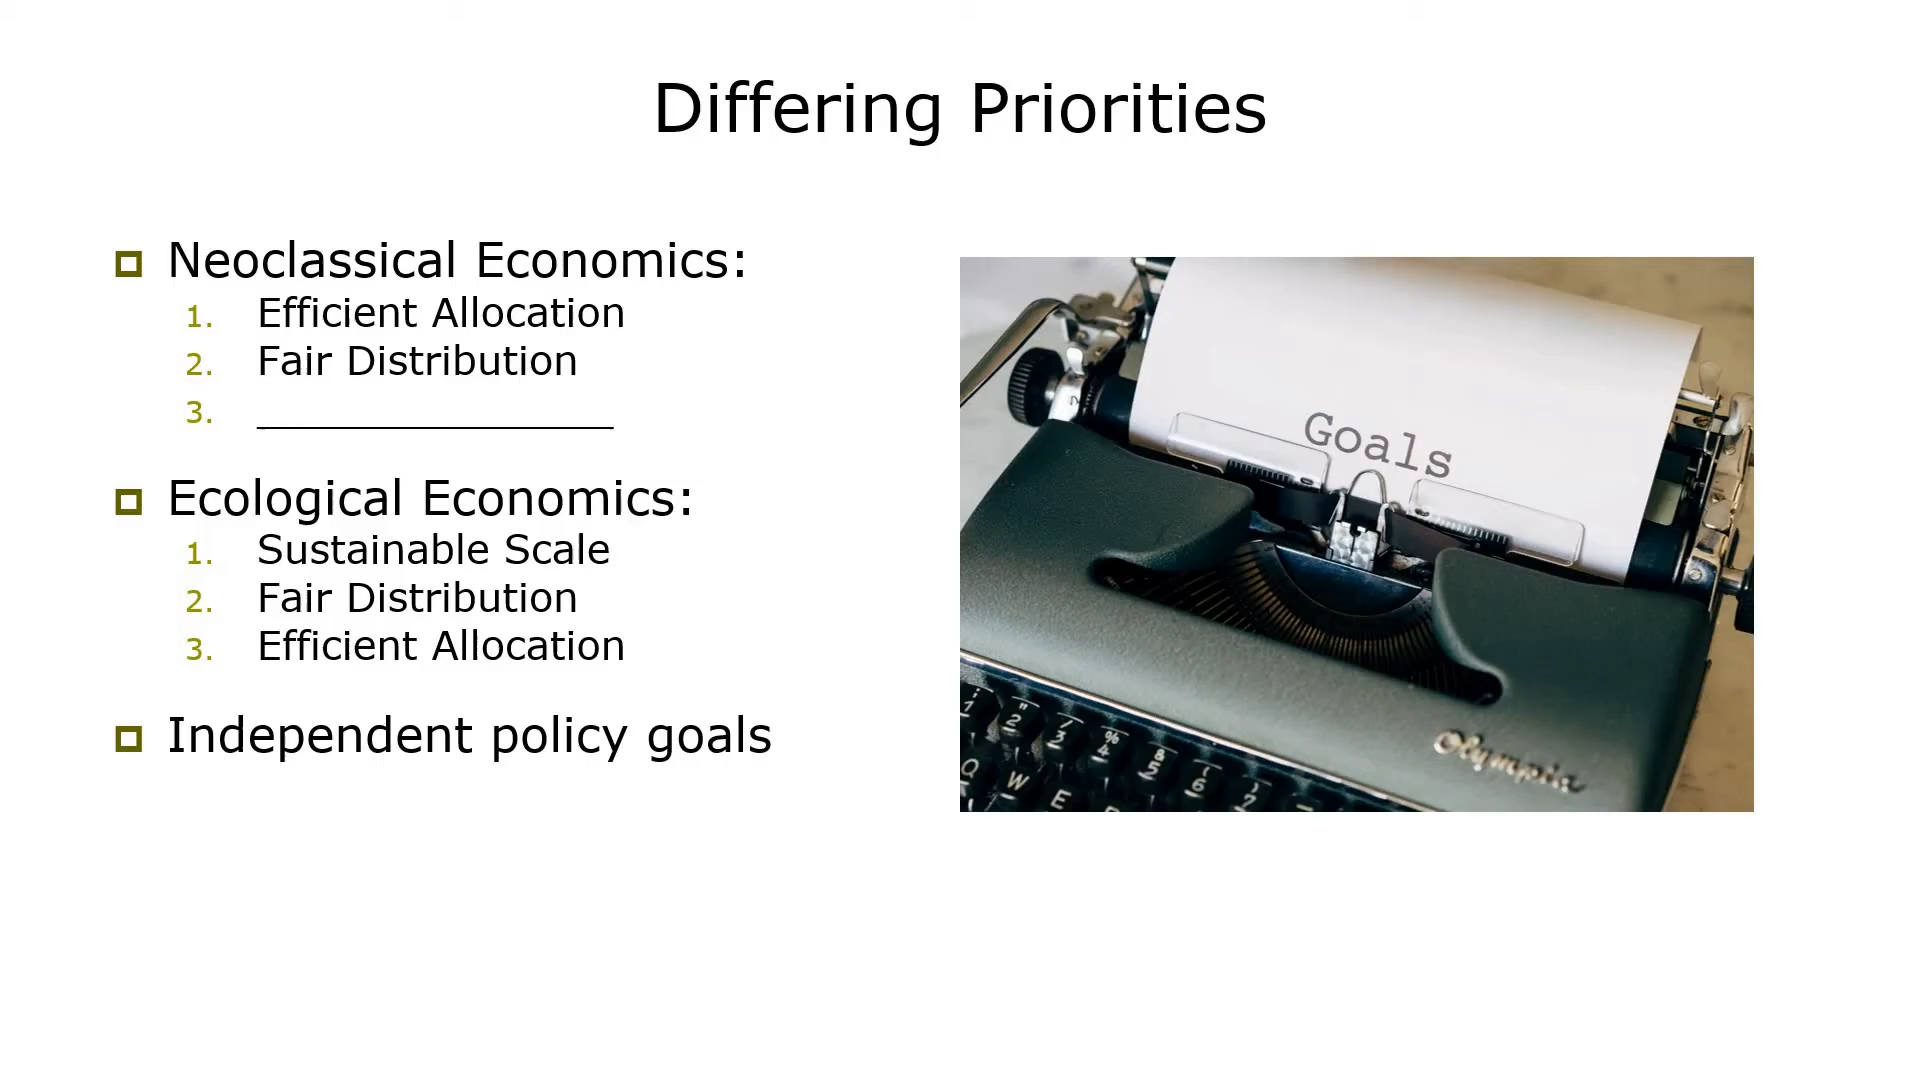 Differing Priorities
Neoclassical Economics:
1. Efficient Allocation
2. Fair Distribution
3. __________________
Ecological Economics:
1. Sustainable Scale
2. Fair Distribution
3. Efficient Allocation
Independent policy goals
Goals
Olympia
Q W E